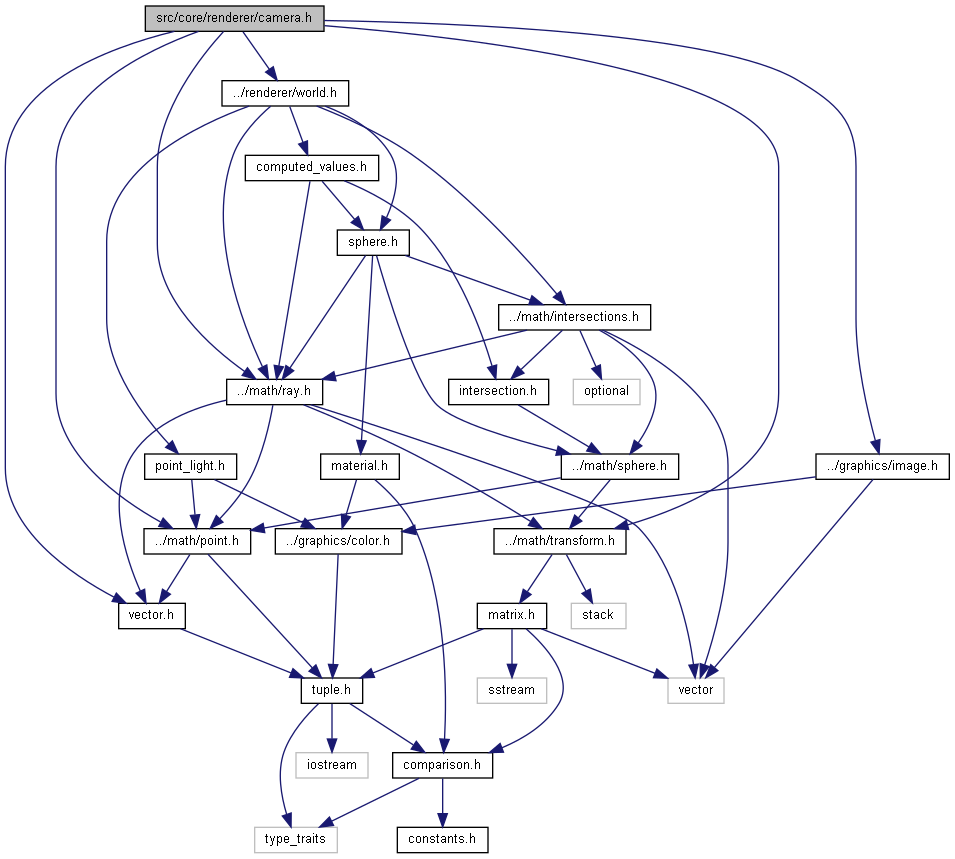 src/core/renderer/camera.h
../renderer/world.h
computed_values.h
sphere.h
../math/intersections.h
../math/ray.h
intersection.h
optional
point_light.h
material.h
../math/sphere.h
../graphics/image.h
../math/point.h
../graphics/color.h
../math/transform.h
vector.h
matrix.h
stack
tuple.h
sstream
vector
iostream
comparison.h
type_traits
constants.h